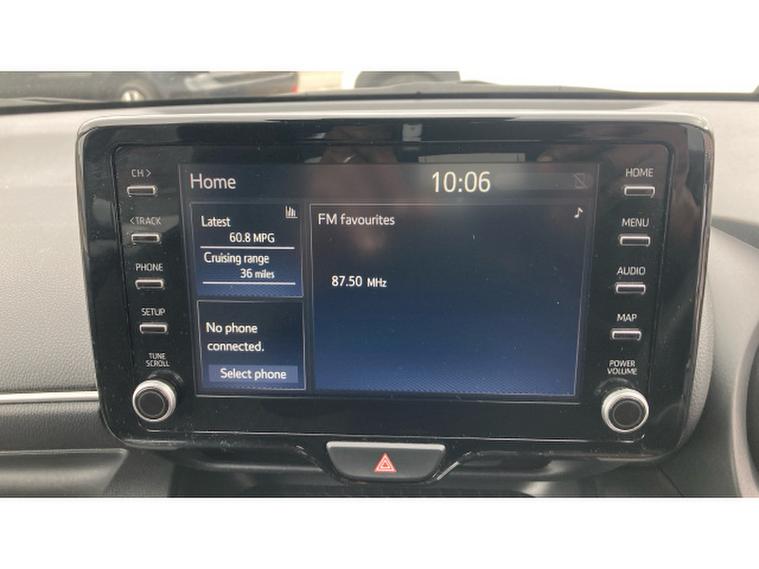 CH >
< TRACK
PHONE
SETUP
TUNE
SCROLL
Home
10:06
Latest
60.8 MPG
Cruising range
36 miles
No phone
connected.
Select phone
FM favourites
87.50 MHz
HOME
MENU
AUDIO
MAP
POWER
VOLUME